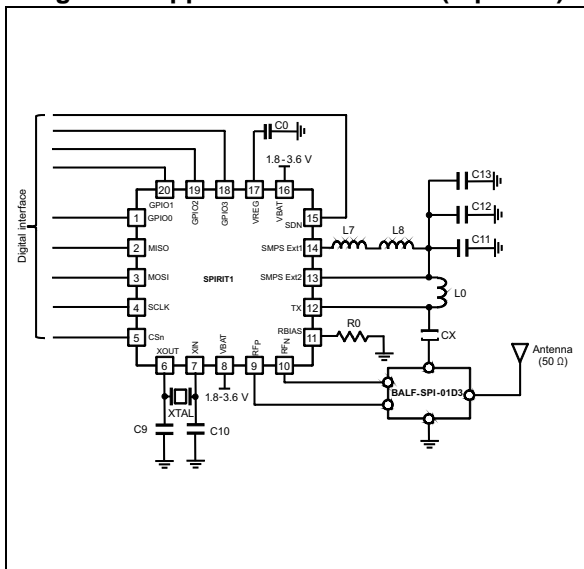 C0
1.8-3.6 V
20 19 18 17 16
GPIO1 GPIO2 GPIO3 VREG VBAT
Digital interface
1 GPIO0
2 MISO
3 MOSI
4 SCLK
5 CSn
SPIRIT1
SDN 15
SMPS Ext1 14
SMPS Ext2 13
TX 12
RBIAS 11
XOUT XIN VBAT RFP RFN
6 7 8 9 10
L7 L8
C13
C12
C11
L0
R0
CX
1.8-3.6 V
XTAL
C9 C10
BALF-SPI-01D3
Antenna
(50 Ω)